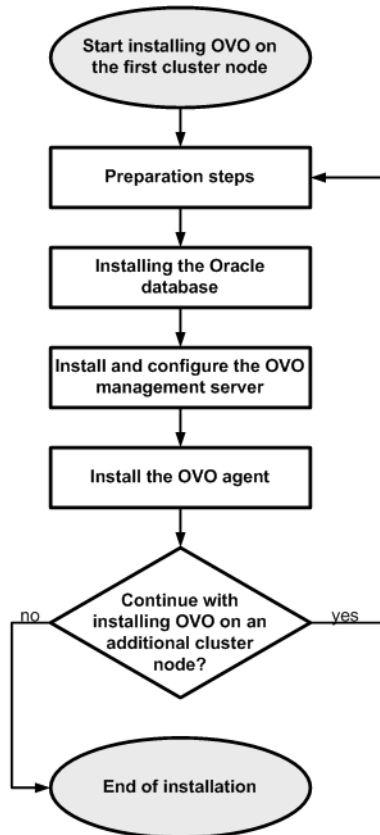 Start installing OVO on
the first cluster node
Preparation steps
Installing the Oracle
database
Install and configure the OVO
management server
Install the OVO agent
Continue with
installing OVO on an
additional cluster
node?
no
yes
End of installation